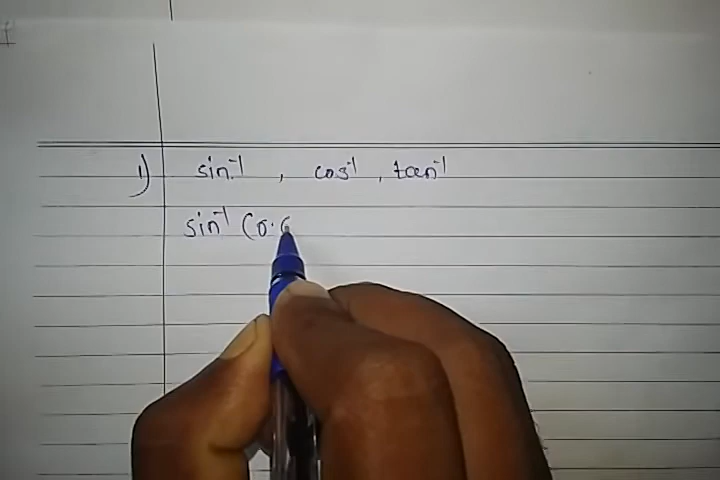 1) sin⁻¹ , cos⁻¹ , tan⁻¹
sin⁻¹ (0.